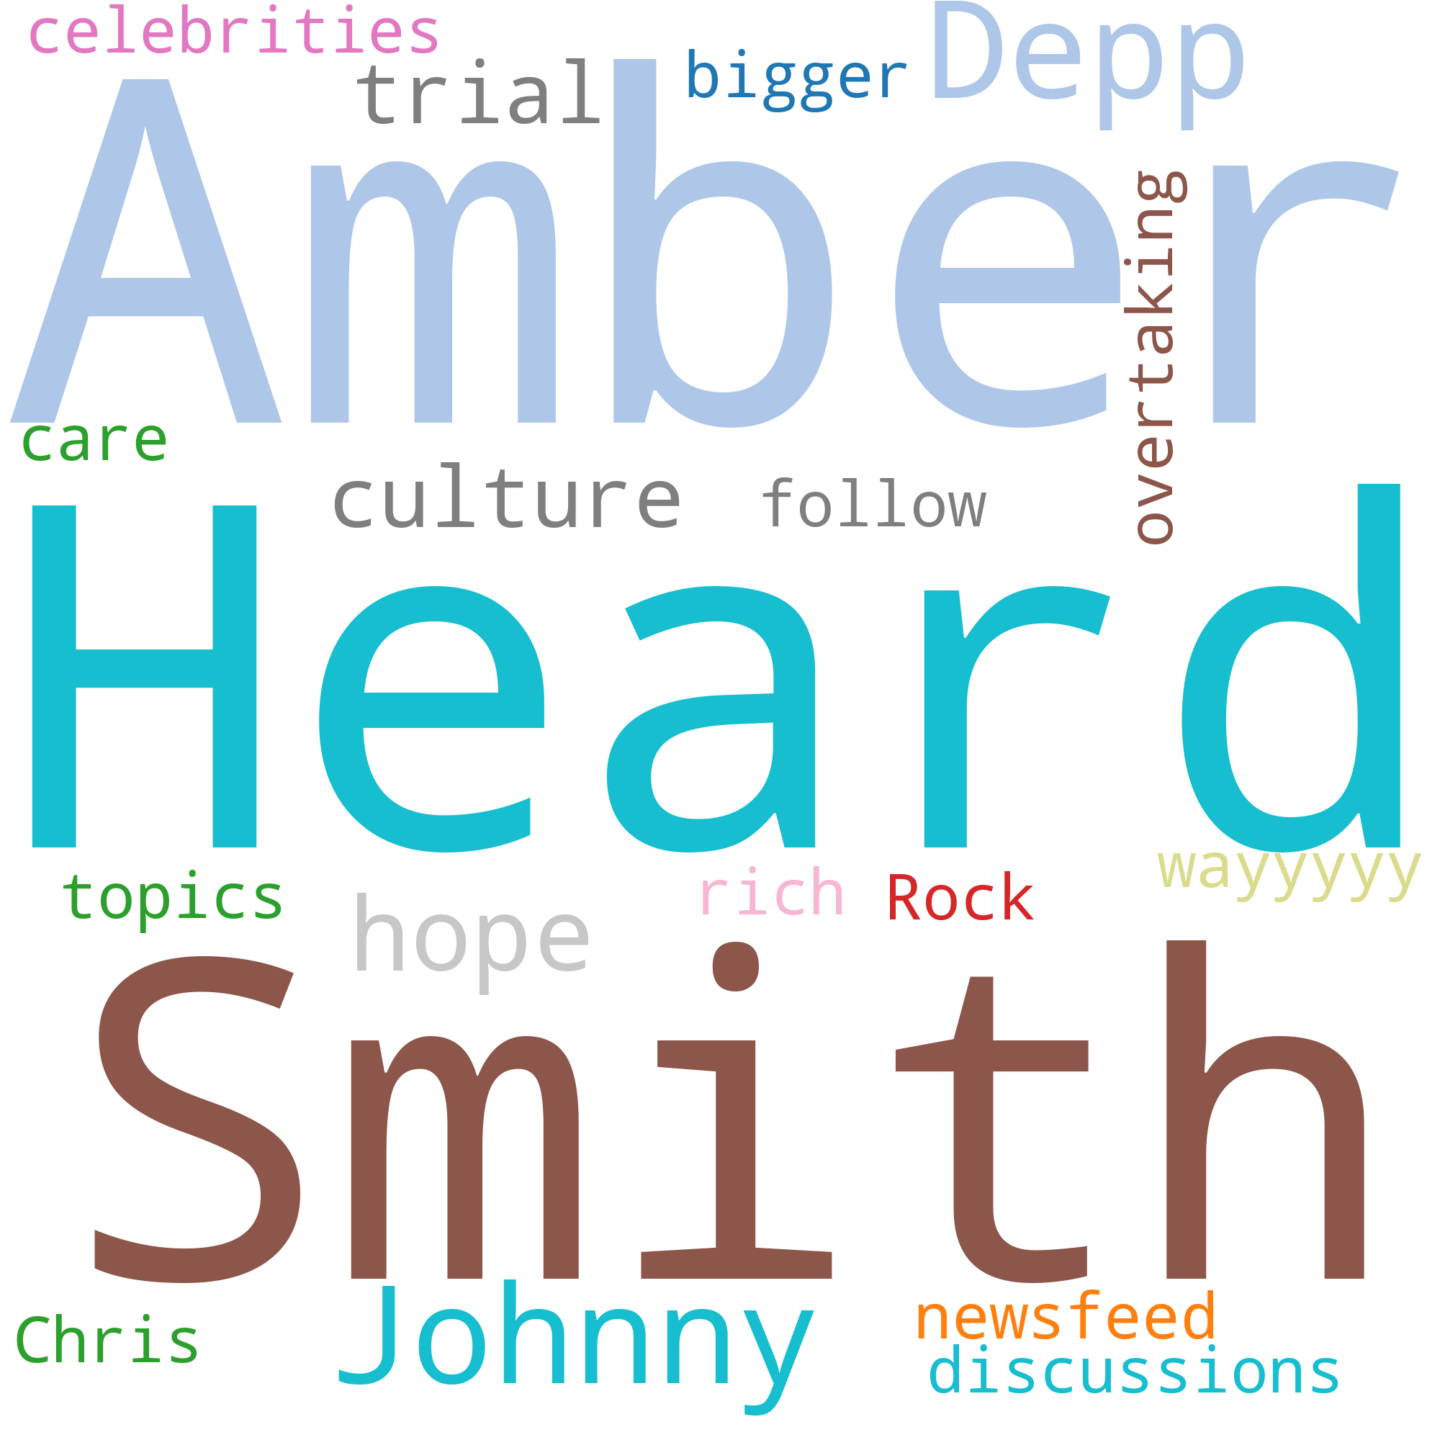 celebrities
Depp
bigger
trial
Amber
overtaking
care
culture
follow
Heard
wayyyyy
topics
rich
Rock
hope
Smith
Johnny
newsfeed
Chris
discussions